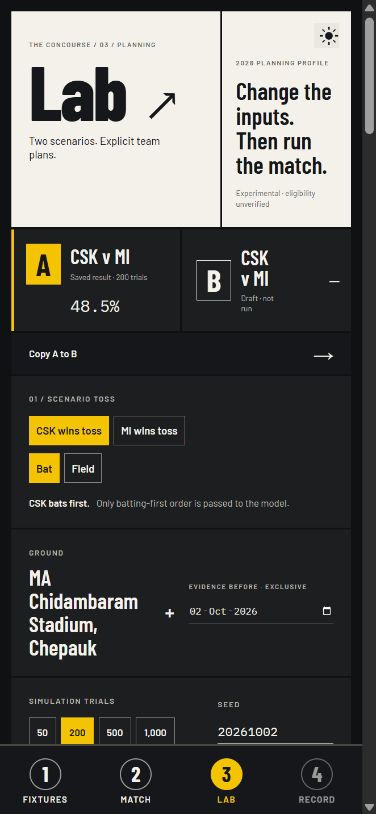 THE CONCOURSE / 03 / PLANNING
Lab ↗
Two scenarios. Explicit team
plans.
2026 PLANNING PROFILE
Change the
inputs.
Then run
the match.
Experimental · eligibility
unverified
A
CSK v MI
Saved result · 200 trials
48.5%
B
CSK
v MI
Draft · not
run
—
Copy A to B →
01 / SCENARIO TOSS
CSK wins toss MI wins toss
Bat Field
CSK bats first. Only batting-first order is passed to the model.
GROUND
MA
Chidambaram
Stadium,
Chepauk
+
EVIDENCE BEFORE · EXCLUSIVE
02-Oct-2026
SIMULATION TRIALS
50 200 500 1,000
SEED
20261002
1 2 3 4
FIXTURES MATCH LAB RECORD